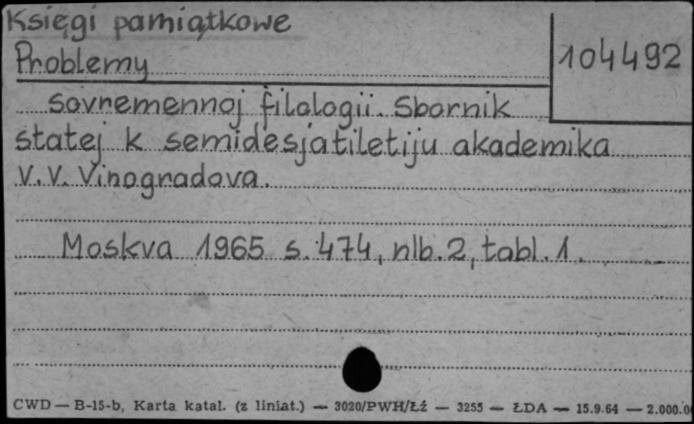 Księgi pamiątkowe
Problemy
104492
sovremennoj filologii. Sbornik
statej k semidesjatiletiju akademika
V. V. Vinogradova.
Moskva 1965 s. 474, nlb. 2, tabl. 1.
CWD — B-15-b, Karta katal. (z liniat.) — 3020/PWH/Łź — 3255 — ŁDA — 15.9.64 — 2.000.0